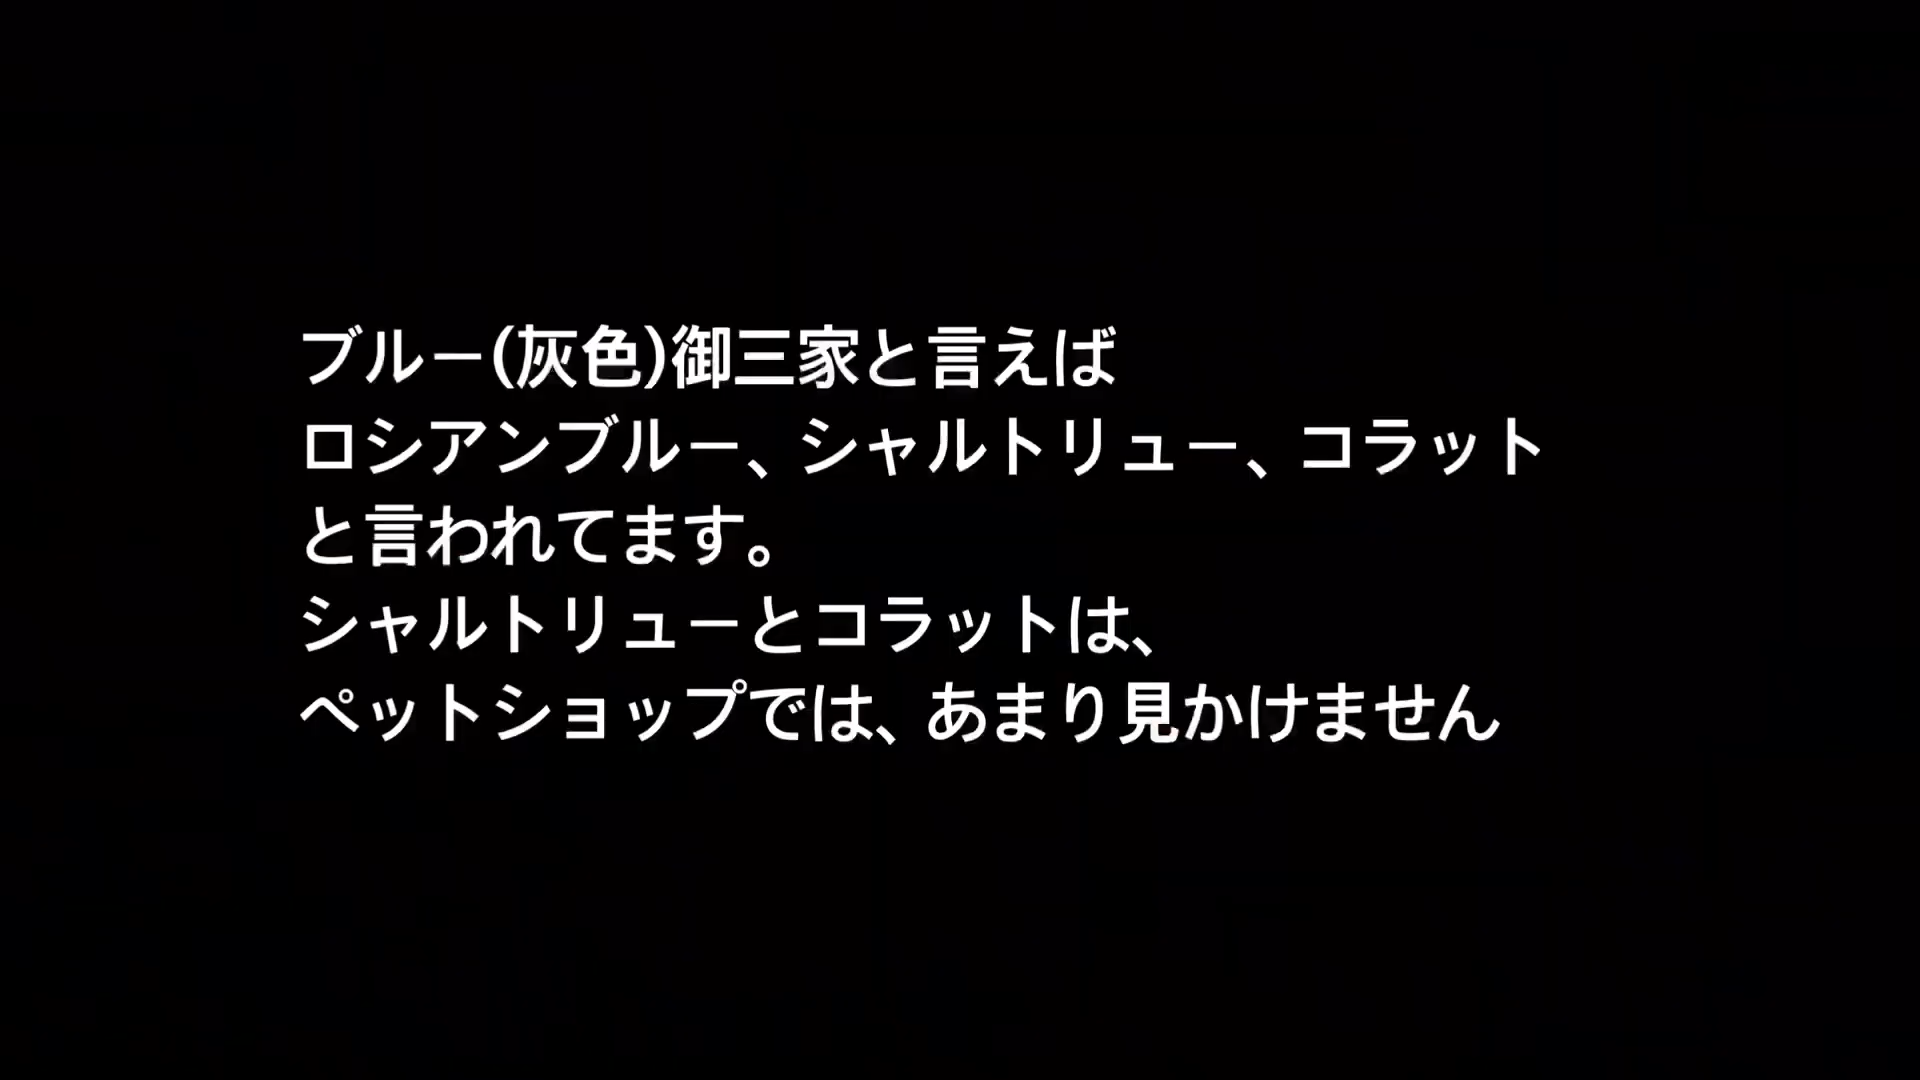 ブルー(灰色)御三家と言えば
ロシアンブルー、シャルトリュー、コラット
と言われてます。
シャルトリューとコラットは、
ペットショップでは、あまり見かけません